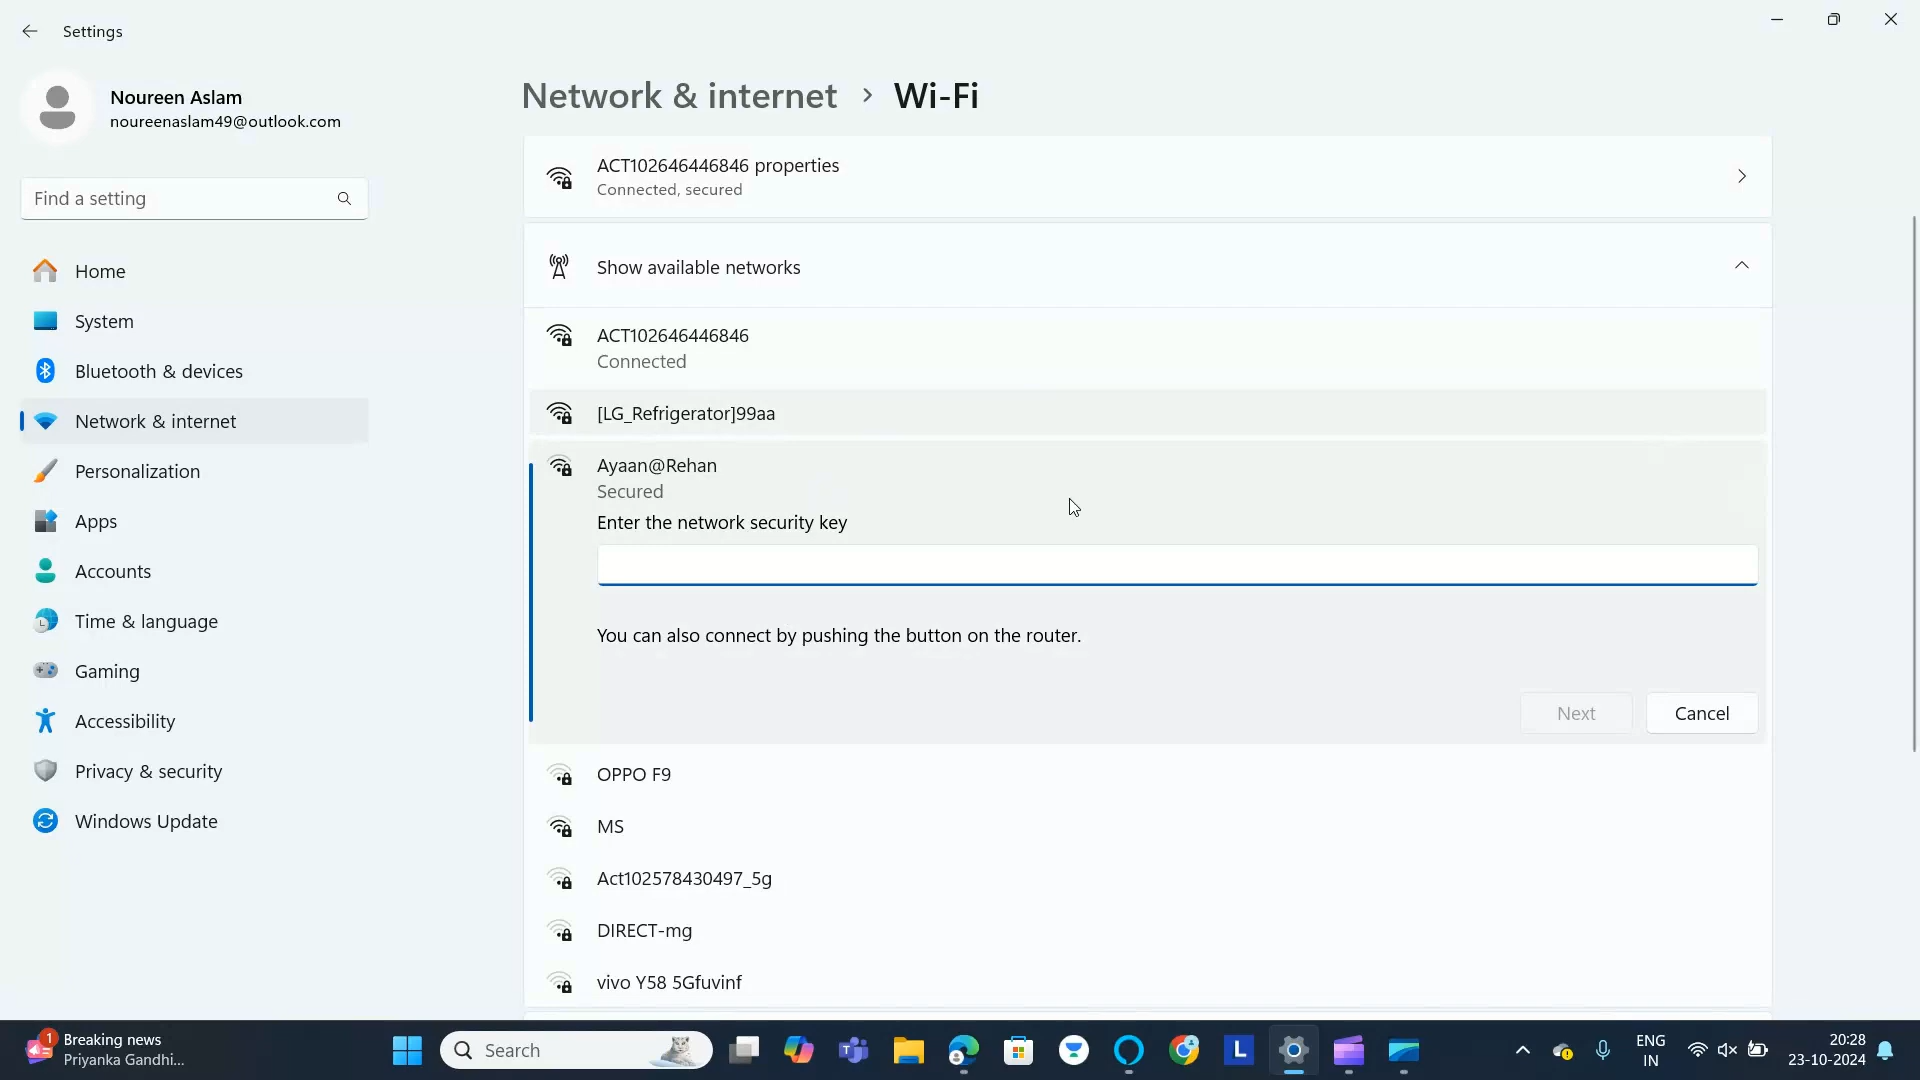 Settings
Noureen Aslam
noureenaslam49@outlook.com
Find a setting
Home
System
Bluetooth & devices
Network & internet
Personalization
Apps
Accounts
Time & language
Gaming
Accessibility
Privacy & security
Windows Update
Network & internet > Wi-Fi
ACT102646446846 properties
Connected, secured
Show available networks
ACT102646446846
Connected
[LG_Refrigerator]99aa
Ayaan@Rehan
Secured
Enter the network security key
You can also connect by pushing the button on the router.
Next Cancel
OPPO F9
MS
Act102578430497_5g
DIRECT-mg
vivo Y58 5Gfuvinf
1
Breaking news
Priyanka Gandhi...
Search
L
ENG
IN
20:28
23-10-2024